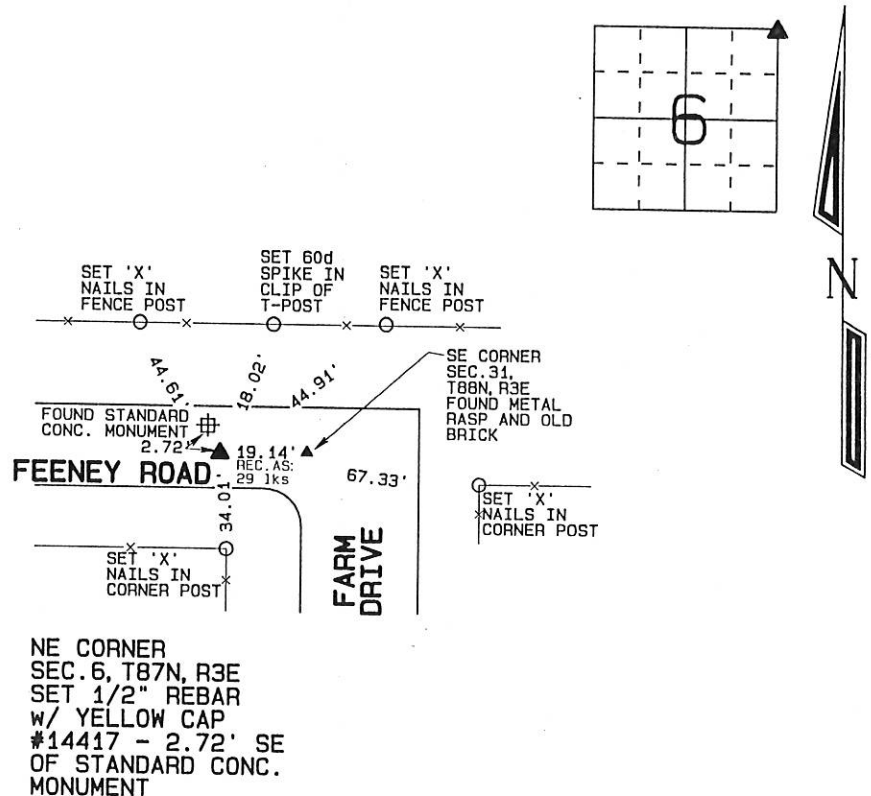 6
N
SET 'X'
NAILS IN
FENCE POST
SET 60d
SPIKE IN
CLIP OF
T-POST
SET 'X'
NAILS IN
FENCE POST
44.61'
18.02'
44.91'
SE CORNER
SEC.31,
T88N, R3E
FOUND METAL
RASP AND OLD
BRICK
FOUND STANDARD
CONC. MONUMENT
2.72'
19.14'
REC. AS:
29 lks
FEENEY ROAD
34.01'
67.33'
SET 'X'
NAILS IN
CORNER POST
FARM
DRIVE
SET 'X'
NAILS IN
CORNER POST
NE CORNER
SEC.6, T87N, R3E
SET 1/2" REBAR
w/ YELLOW CAP
#14417 - 2.72' SE
OF STANDARD CONC.
MONUMENT